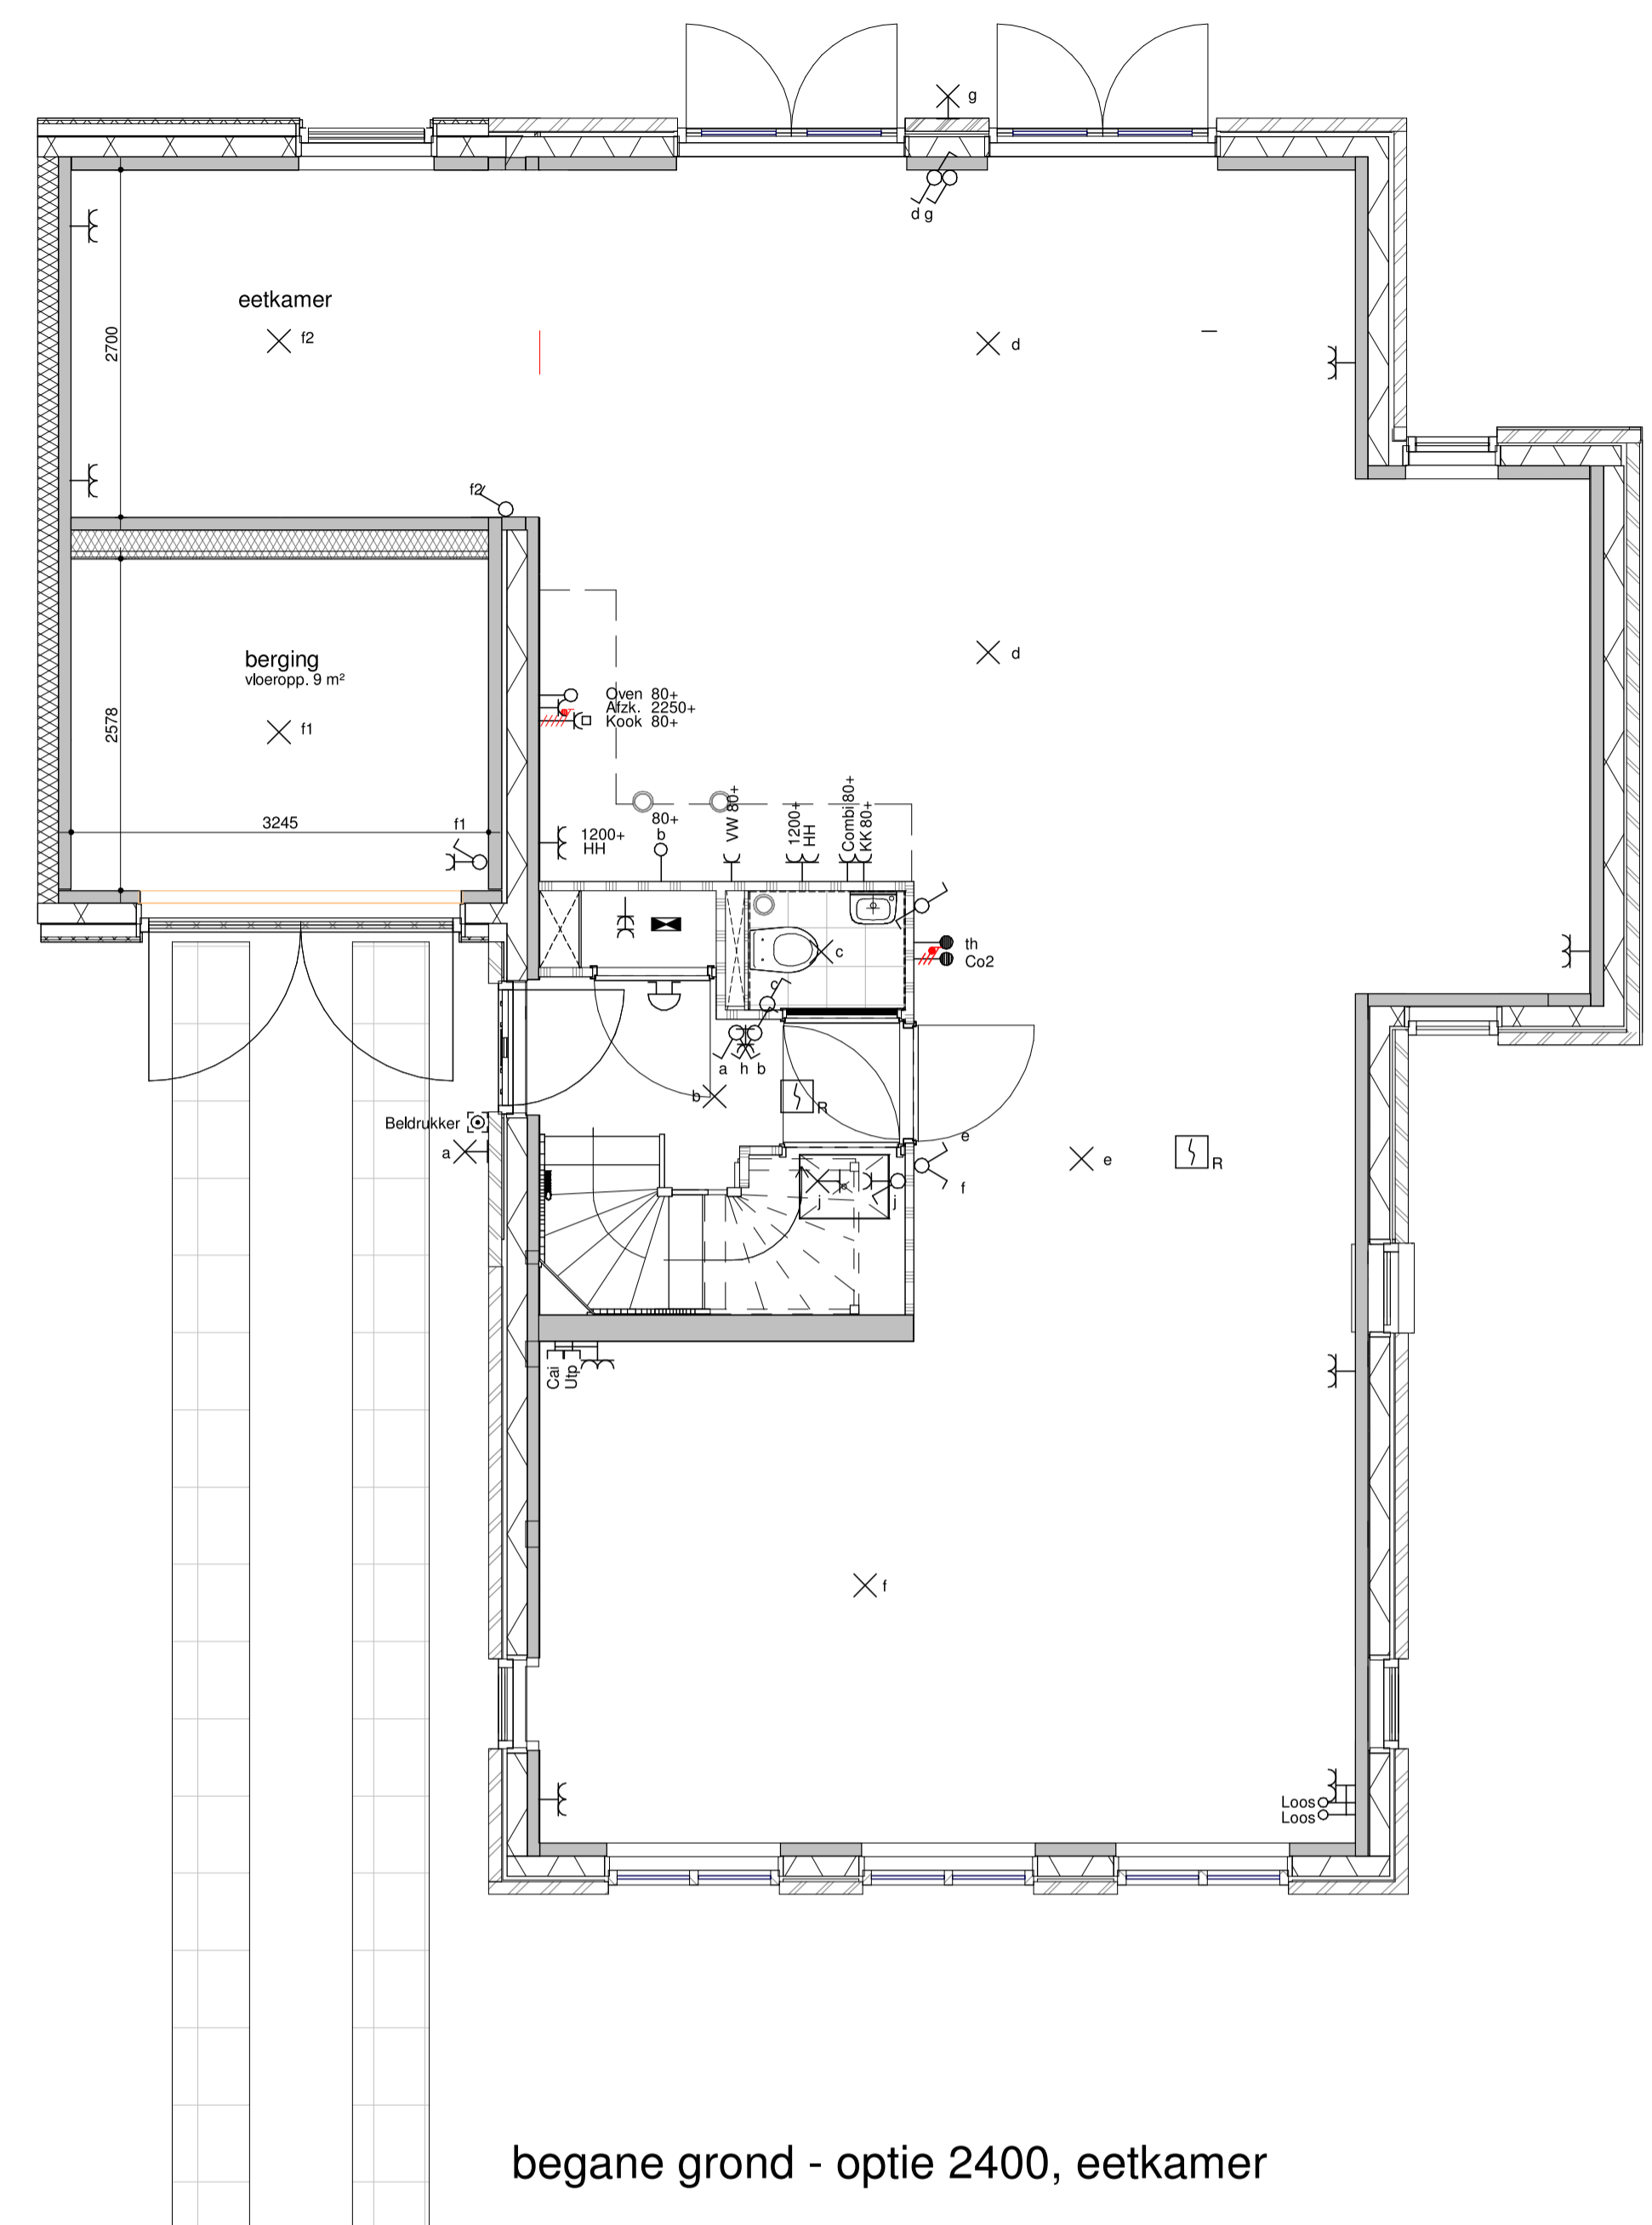 g
d g
eetkamer
f2
2700
d
f2
d
berging
vloeropp. 9 m²
f1
2578
3245
f1
Oven 80+
Afzk. 2250+
Kook 80+
1200+
HH
80+
b
VW 80+
1200+
HH
Combi 80+
KK 80+
c
th
Co2
c
a h b
b
R
Beldrukker
a
e
e
R
f
j
j
Cai
Utp
f
Loos
Loos
begane grond - optie 2400, eetkamer